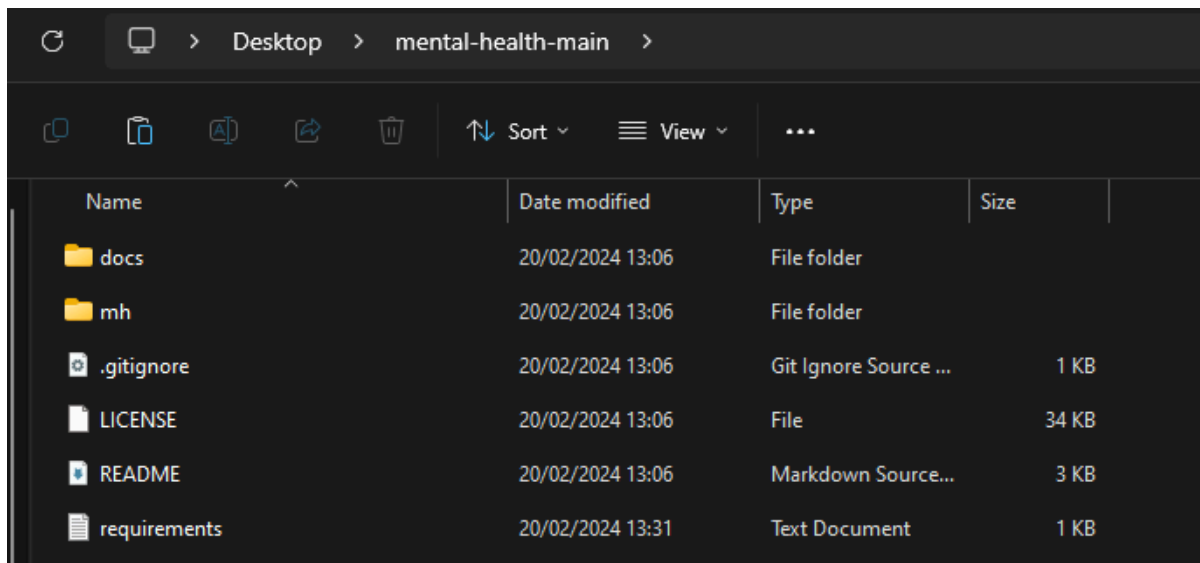 Desktop > mental-health-main >
Sort View ...
Name Date modified Type Size
docs 20/02/2024 13:06 File folder
mh 20/02/2024 13:06 File folder
.gitignore 20/02/2024 13:06 Git Ignore Source ... 1 KB
LICENSE 20/02/2024 13:06 File 34 KB
README 20/02/2024 13:06 Markdown Source... 3 KB
requirements 20/02/2024 13:31 Text Document 1 KB